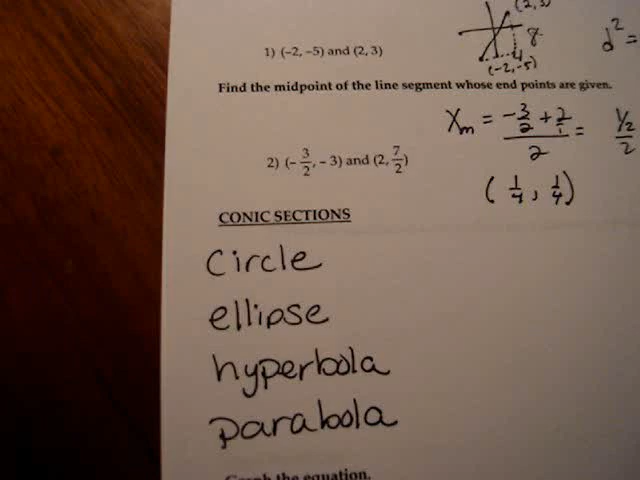 (2, 3)
1) (-2, -5) and (2, 3)
8
d² =
4
(-2, -5)
Find the midpoint of the line segment whose end points are given.
Xm = (-3/2 + 2/1)/2 = (1/2)/2
2) (-3/2, -3) and (2, 7/2)
(1/4, 1/4)
CONIC SECTIONS
Circle
ellipse
hyperbola
parabola
Graph the equation.